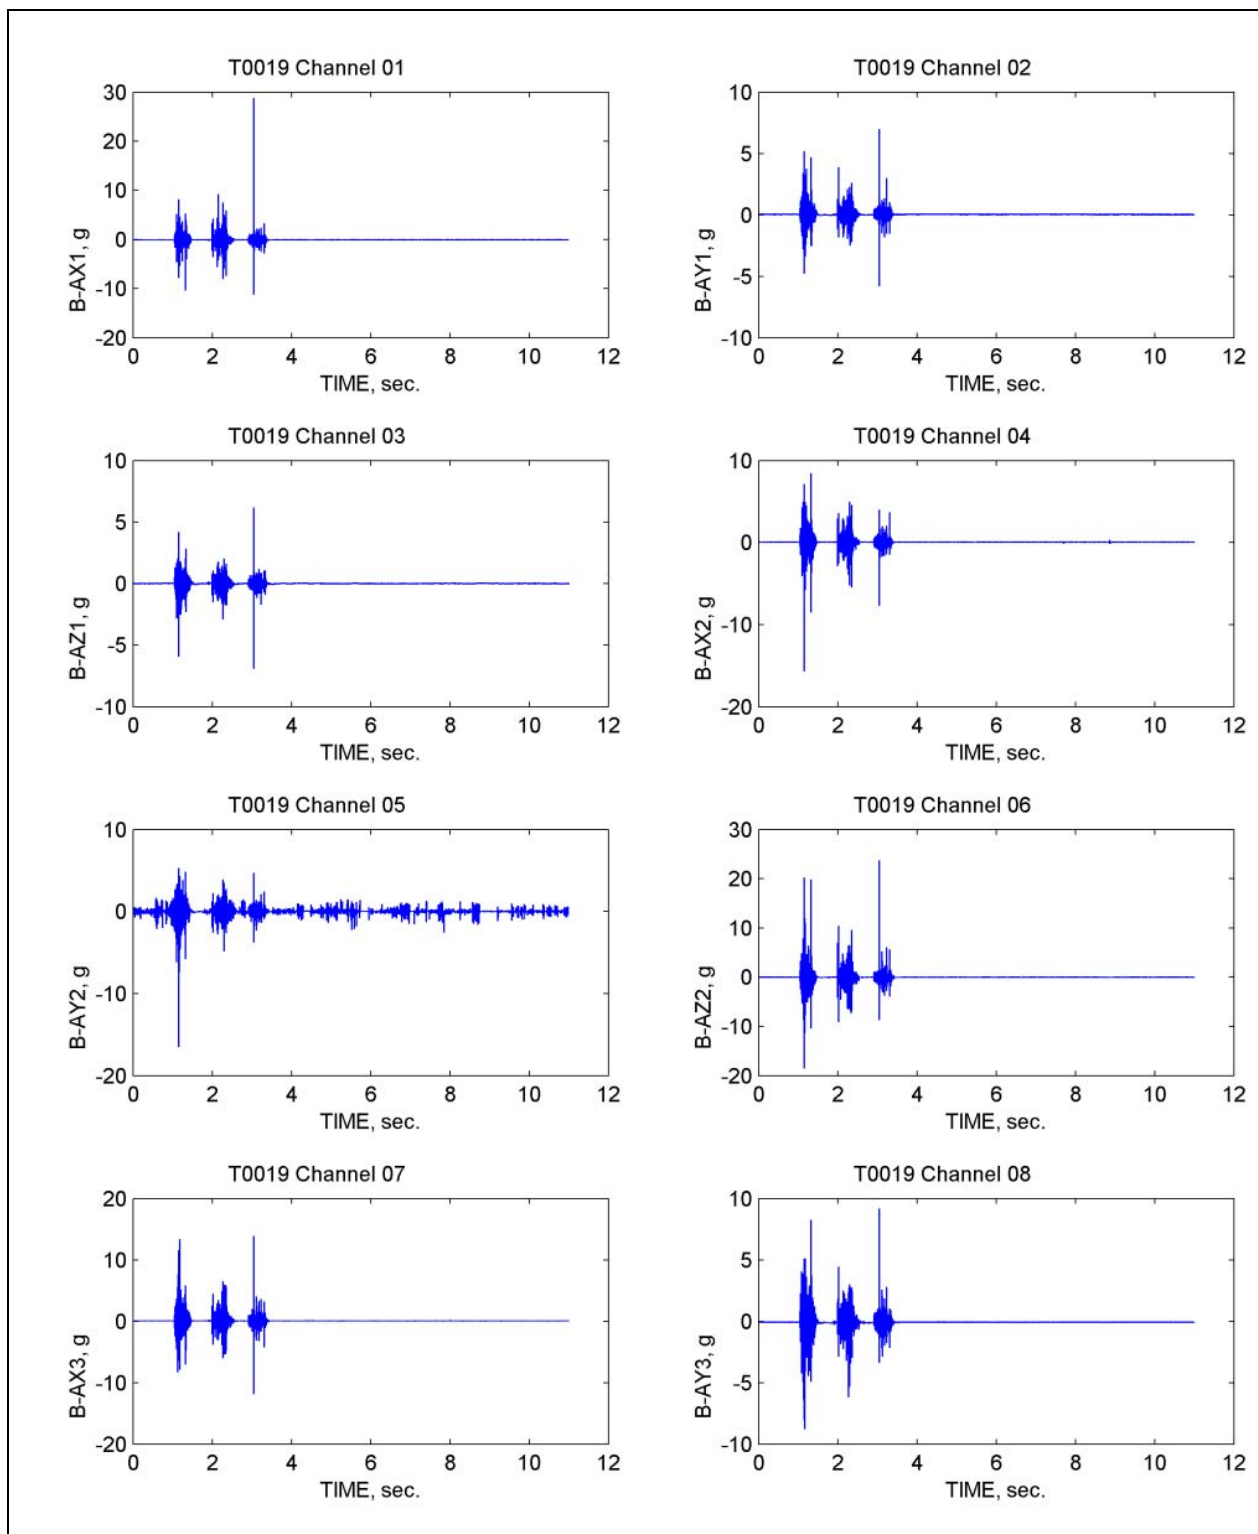 T0019 Channel 01
30
20
10
0
-10
-20
B-AX1, g
0 2 4 6 8 10 12
TIME, sec.
T0019 Channel 02
10
5
0
-5
-10
B-AY1, g
0 2 4 6 8 10 12
TIME, sec.
T0019 Channel 03
10
5
0
-5
-10
B-AZ1, g
0 2 4 6 8 10 12
TIME, sec.
T0019 Channel 04
10
0
-10
-20
B-AX2, g
0 2 4 6 8 10 12
TIME, sec.
T0019 Channel 05
10
0
-10
-20
B-AY2, g
0 2 4 6 8 10 12
TIME, sec.
T0019 Channel 06
30
20
10
0
-10
-20
B-AZ2, g
0 2 4 6 8 10 12
TIME, sec.
T0019 Channel 07
20
10
0
-10
-20
B-AX3, g
0 2 4 6 8 10 12
TIME, sec.
T0019 Channel 08
10
5
0
-5
-10
B-AY3, g
0 2 4 6 8 10 12
TIME, sec.